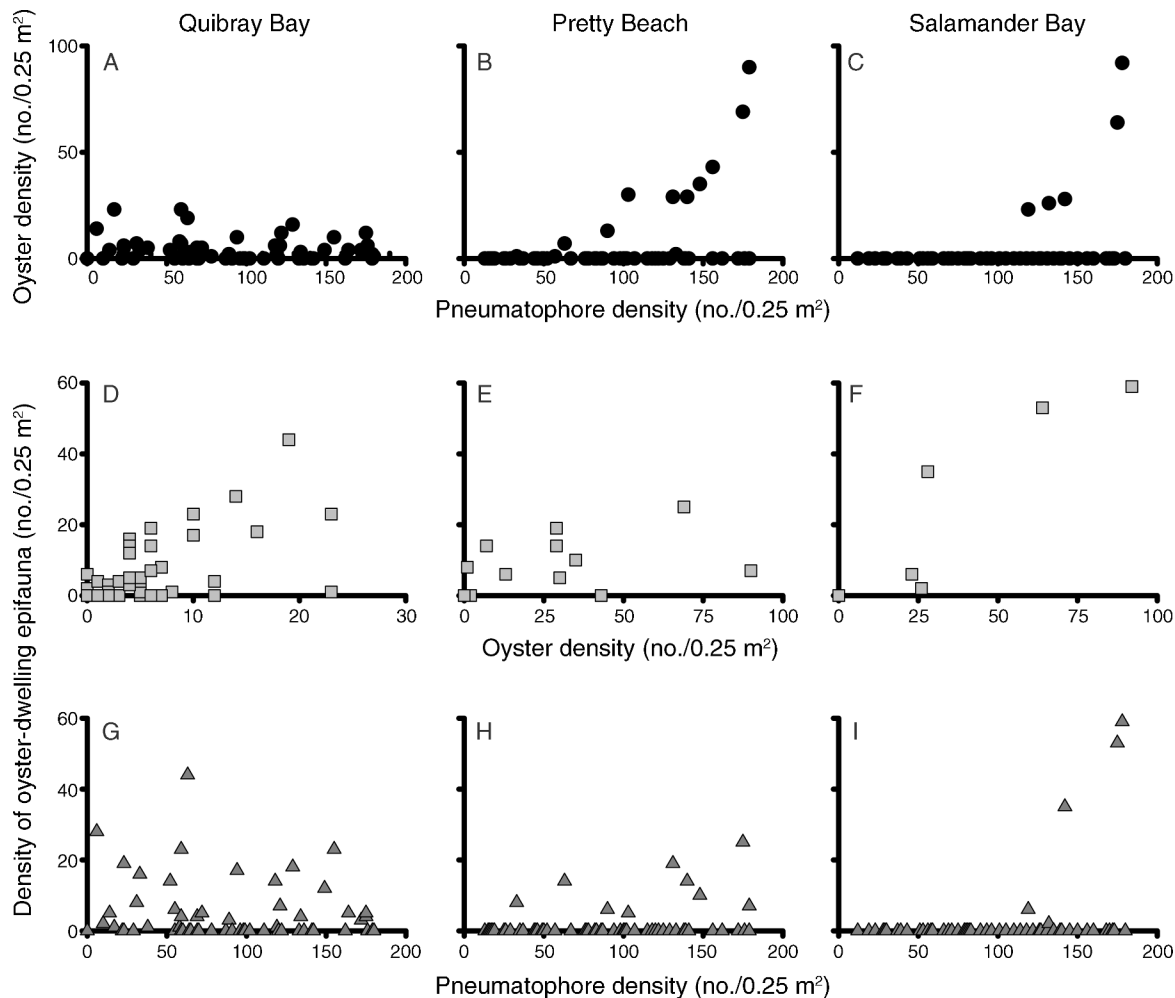 Quibray Bay Pretty Beach Salamander Bay
Oyster density (no./0.25 m²)
100
50
0
A
B
C
0 50 100 150 200
0 50 100 150 200
0 50 100 150 200
Pneumatophore density (no./0.25 m²)
Density of oyster-dwelling epifauna (no./0.25 m²)
60
40
20
0
D
E
F
0 10 20 30
0 25 50 75 100
0 25 50 75 100
Oyster density (no./0.25 m²)
60
40
20
0
G
H
I
0 50 100 150 200
0 50 100 150 200
0 50 100 150 200
Pneumatophore density (no./0.25 m²)